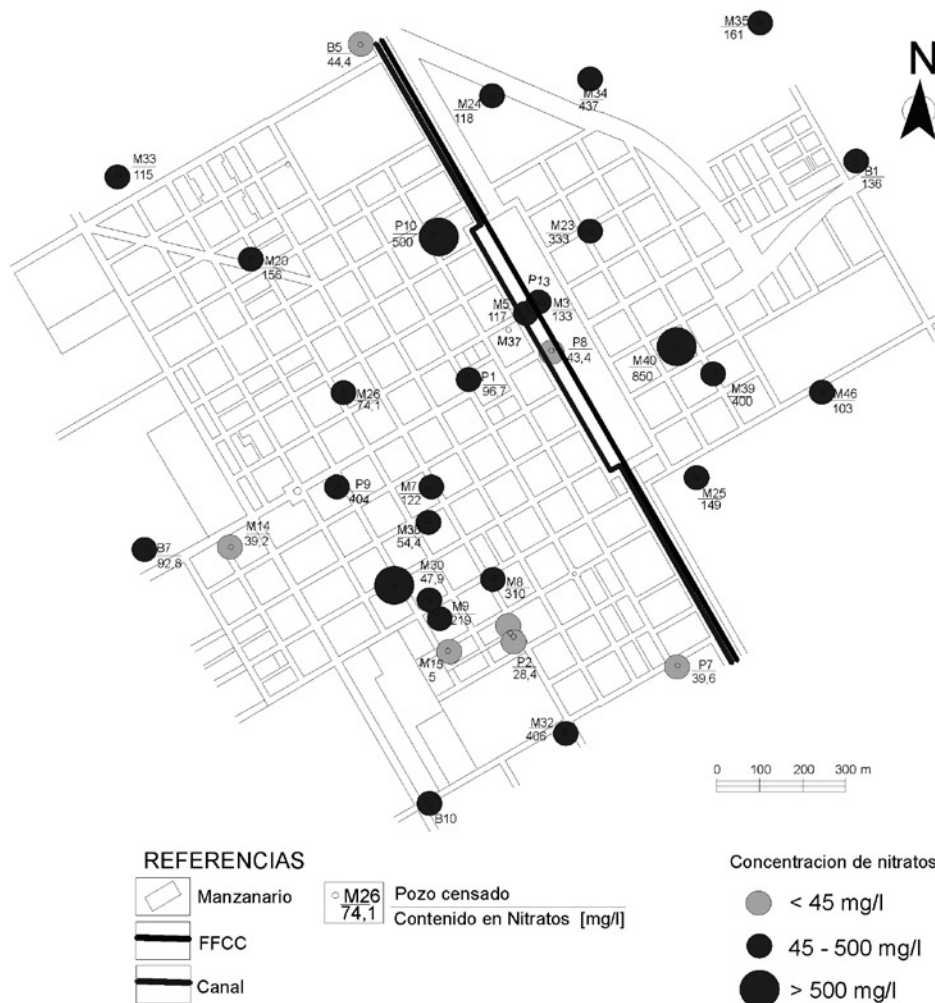 M35
161
B5
44,4
N
M24
118
M34
437
M33
115
B1
136
P10
500
M23
333
M20
156
P13
M5
117
M3
133
M37
P8
43,4
M40
850
P1
96,7
M26
74,1
M39
400
M46
103
P9
404
M7
122
M25
149
M14
39,2
54,4
B7
92,8
M30
47,9
M8
310
M9
219
M15
5
P2
28,4
P7
39,6
M32
406
0 100 200 300 m
B10
REFERENCIAS
Manzanario
FFCC
Canal
M26
74,1
Pozo censado
Contenido en Nitratos [mg/l]
Concentracion de nitratos
< 45 mg/l
45 - 500 mg/l
> 500 mg/l